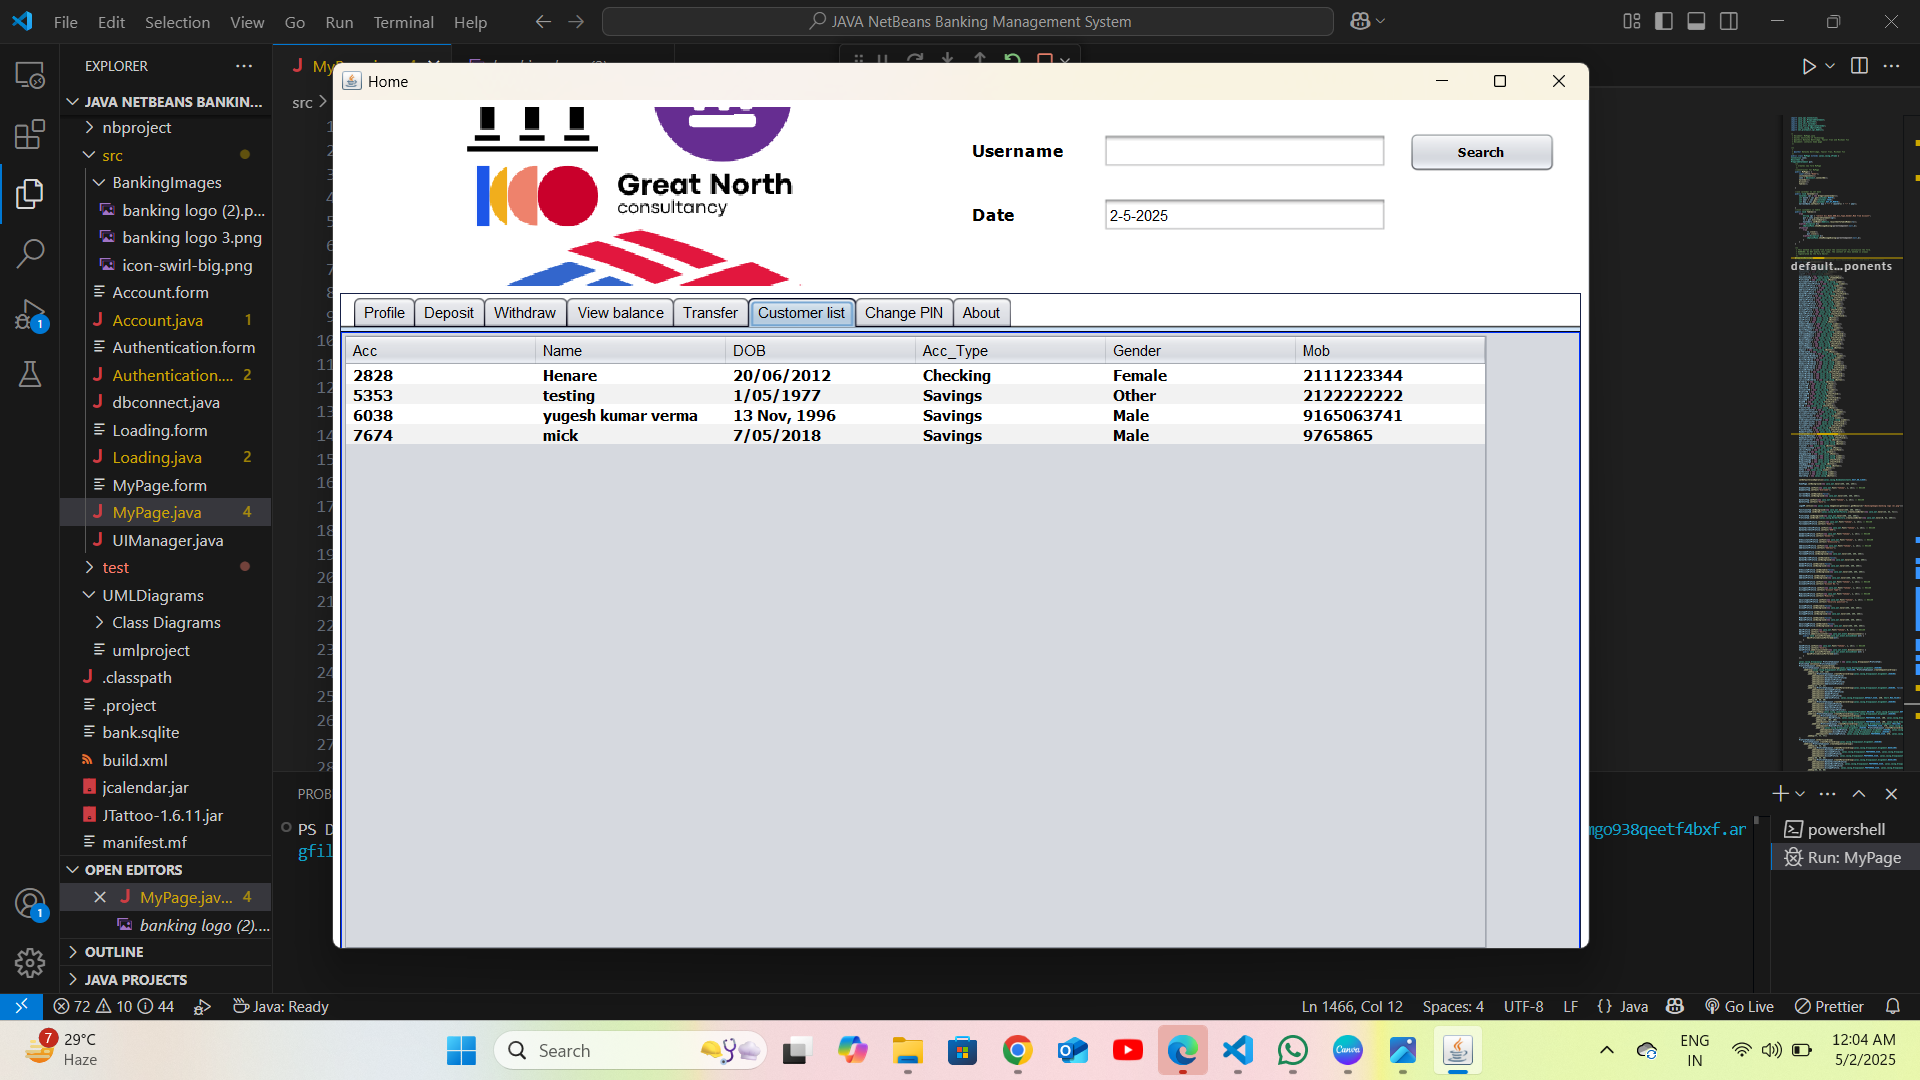 File Edit Selection View Go Run Terminal Help
JAVA NetBeans Banking Management System
EXPLORER
JAVA NETBEANS BANKIN...
nbproject
src
BankingImages
banking logo (2).p...
banking logo 3.png
icon-swirl-big.png
Account.form
Account.java 1
Authentication.form
Authentication.... 2
dbconnect.java
Loading.form
Loading.java 2
MyPage.form
MyPage.java 4
UIManager.java
test
UMLDiagrams
Class Diagrams
umlproject
.classpath
.project
bank.sqlite
build.xml
jcalendar.jar
JTattoo-1.6.11.jar
manifest.mf
OPEN EDITORS
MyPage.jav... 4
banking logo (2)....
OUTLINE
JAVA PROJECTS
src
Home
Great North
consultancy
Username
Search
Date 2-5-2025
Profile Deposit Withdraw View balance Transfer Customer list Change PIN About
Acc Name DOB Acc_Type Gender Mob
2828 Henare 20/06/2012 Checking Female 2111223344
5353 testing 1/05/1977 Savings Other 2122222222
6038 yugesh kumar verma 13 Nov, 1996 Savings Male 9165063741
7674 mick 7/05/2018 Savings Male 9765865
default...ponents
PS
mgo938qeetf4bxf.ar
gfil
powershell
Run: MyPage
72 10 44 Java: Ready
Ln 1466, Col 12 Spaces: 4 UTF-8 LF {} Java Go Live Prettier
7 29°C
Haze
Search
ENG
IN
12:04 AM
5/2/2025